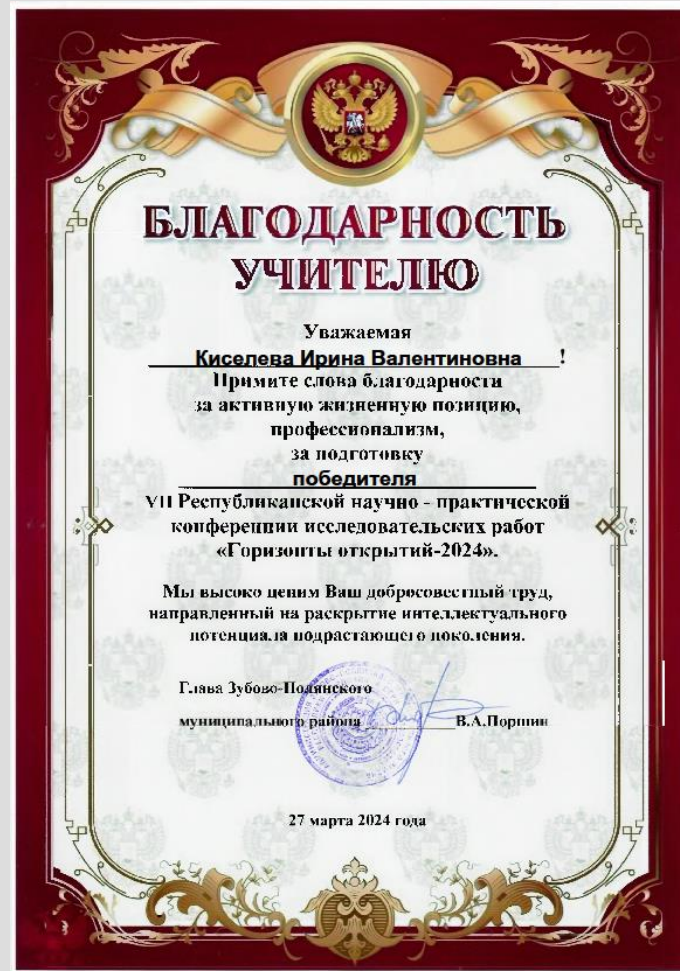 БЛАГОДАРНОСТЬ
УЧИТЕЛЮ
Уважаемая
Киселева Ирина Валентиновна!
Примите слова благодарности
за активную жизненную позицию,
профессионализм,
за подготовку
победителя
VII Республиканской научно - практической
конференции исследовательских работ
«Горизонты открытий-2024».
Мы высоко ценим Ваш добросовестный труд,
направленный на раскрытие интеллектуального
потенциала подрастающего поколения.
Глава Зубово-Полянского
муниципального района ____________В.А.Поршин
27 марта 2024 года